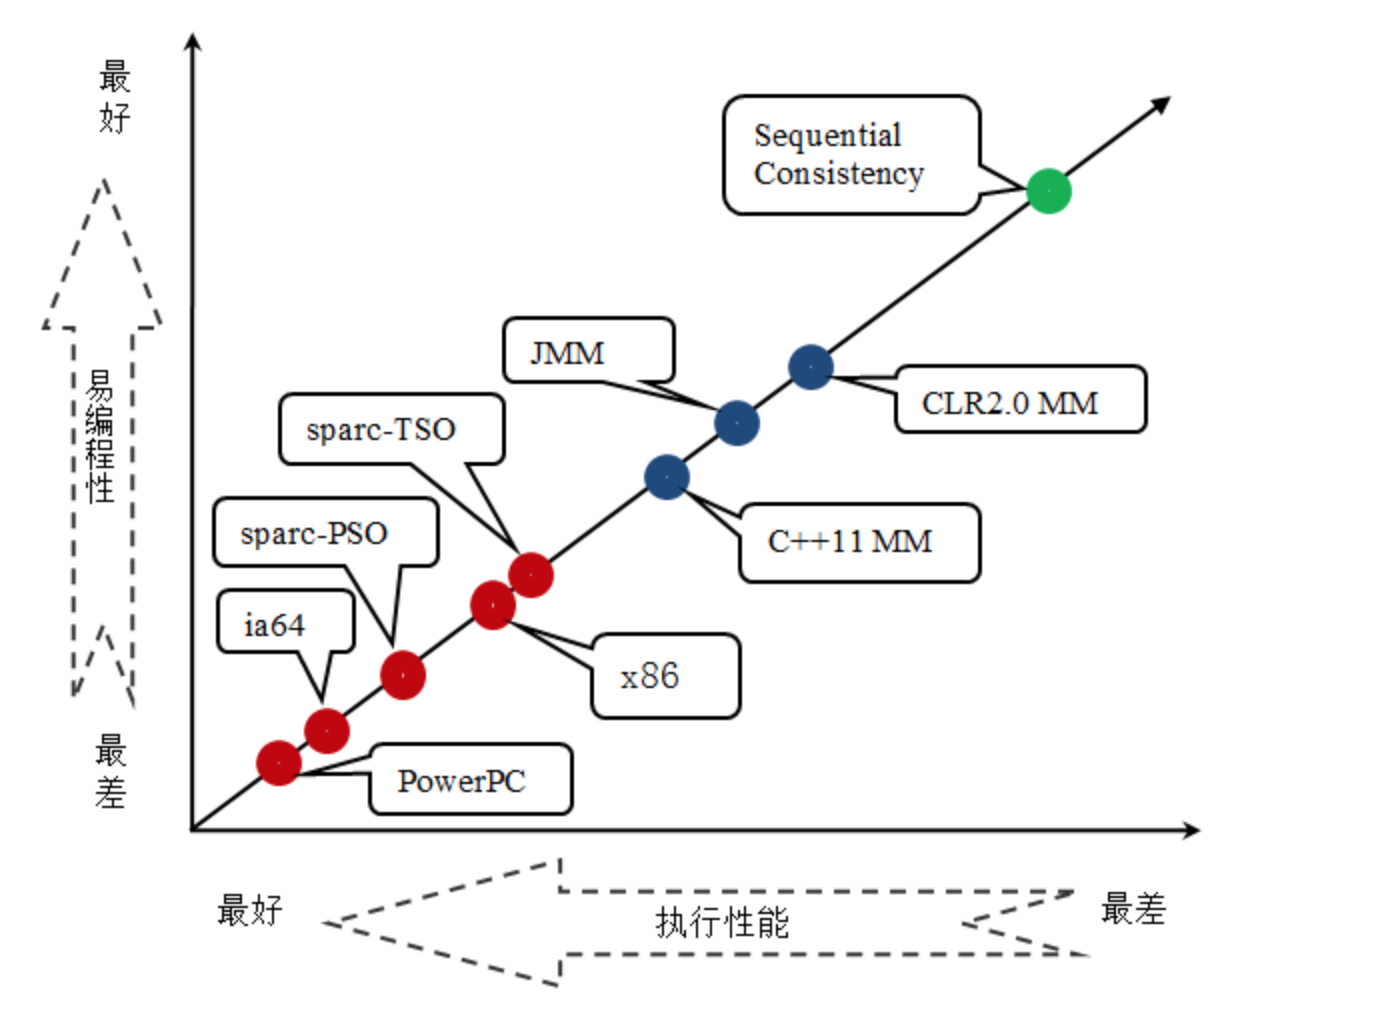 最
好
Sequential
Consistency
JMM
CLR2.0 MM
易编程性
sparc-TSO
sparc-PSO
C++11 MM
ia64
x86
最
差
PowerPC
最好
执行性能
最差